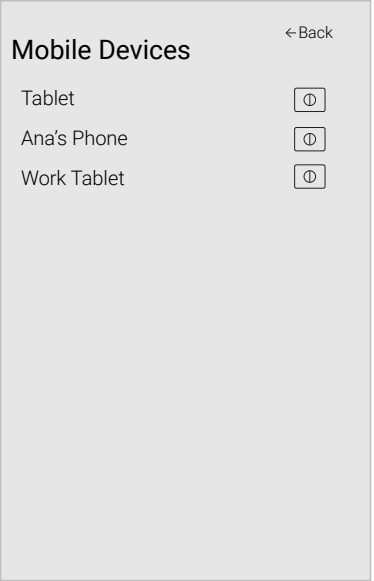 ←Back
Mobile Devices
Tablet
Ana’s Phone
Work Tablet